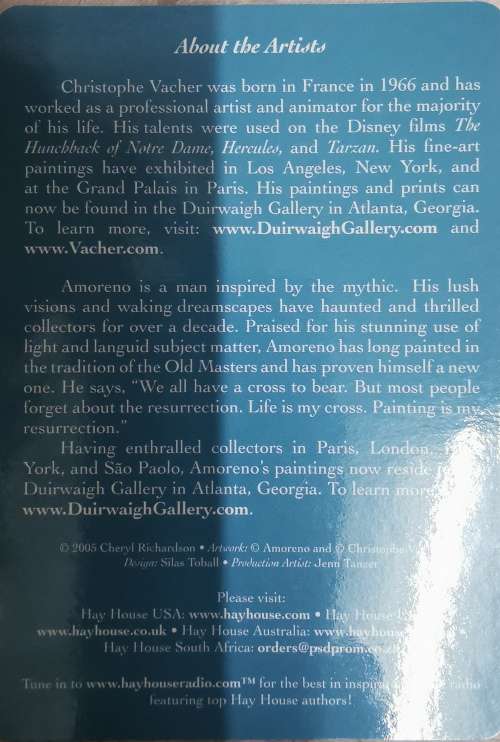 About the Artists
Christophe Vacher was born in France in 1966 and has
worked as a professional artist and animator for the majority
of his life. His talents were used on the Disney films The
Hunchback of Notre Dame, Hercules, and Tarzan. His fine-art
paintings have exhibited in Los Angeles, New York, and
at the Grand Palais in Paris. His paintings and prints can
now be found in the Duirwaigh Gallery in Atlanta, Georgia.
To learn more, visit: www.DuirwaighGallery.com and
www.Vacher.com.
Amoreno is a man inspired by the mythic. His lush
visions and waking dreamscapes have haunted and thrilled
collectors for over a decade. Praised for his stunning use of
light and languid subject matter, Amoreno has long painted in
the tradition of the Old Masters and has proven himself a new
one. He says, "We all have a cross to bear. But most people
forget about the resurrection. Life is my cross. Painting is my
resurrection."
Having enthralled collectors in Paris, London,
York, and São Paolo, Amoreno's paintings now reside
Duirwaigh Gallery in Atlanta, Georgia. To learn
www.DuirwaighGallery.com.
© 2005 Cheryl Richardson • Artwork: © Amoreno and © Christophe
Design: Silas Toball • Production Artist: Jenn Tanzer
Please visit:
Hay House USA: www.hayhouse.com • Hay House
www.hayhouse.co.uk • Hay House Australia:
Hay House South Africa:
Tune in to www.hayhouseradio.com™ for the best in radio
featuring top Hay House authors!